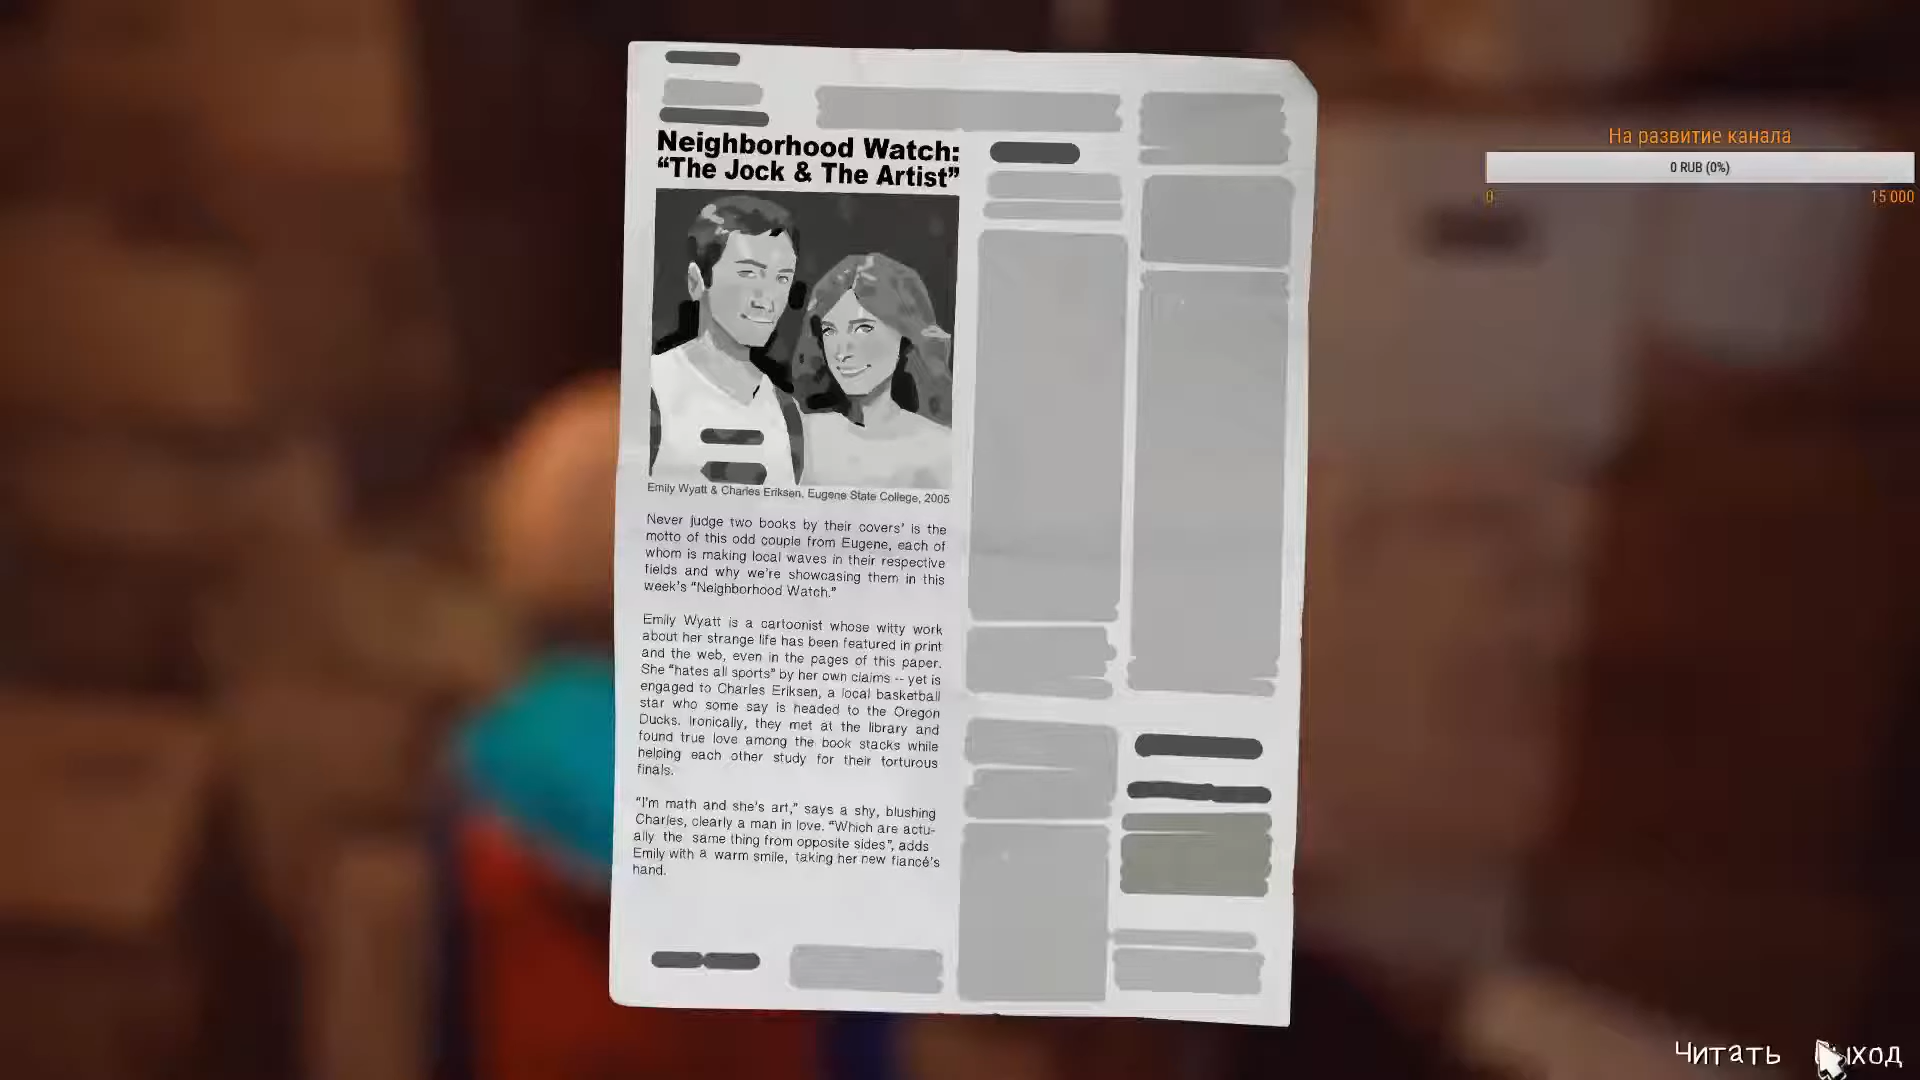 Neighborhood Watch:
“The Jock & The Artist”
Emily Wyatt & Charles Eriksen. Eugene State College, 2005
Never judge two books by their covers’ is the
motto of this odd couple from Eugene, each of
whom is making local waves in their respective
fields and why we’re showcasing them in this
week’s “Neighborhood Watch.”
Emily Wyatt is a cartoonist whose witty work
about her strange life has been featured in print
and the web, even in the pages of this paper.
She “hates all sports” by her own claims -- yet is
engaged to Charles Eriksen, a local basketball
star who some say is headed to the Oregon
Ducks. Ironically, they met at the library and
found true love among the book stacks while
helping each other study for their torturous
finals.
“I’m math and she’s art,” says a shy, blushing
Charles, clearly a man in love. “Which are actu-
ally the same thing from opposite sides”, adds
Emily with a warm smile, taking her new fiancé’s
hand.
На развитие канала
0 RUB (0%)
0 15 000
Читать Выход